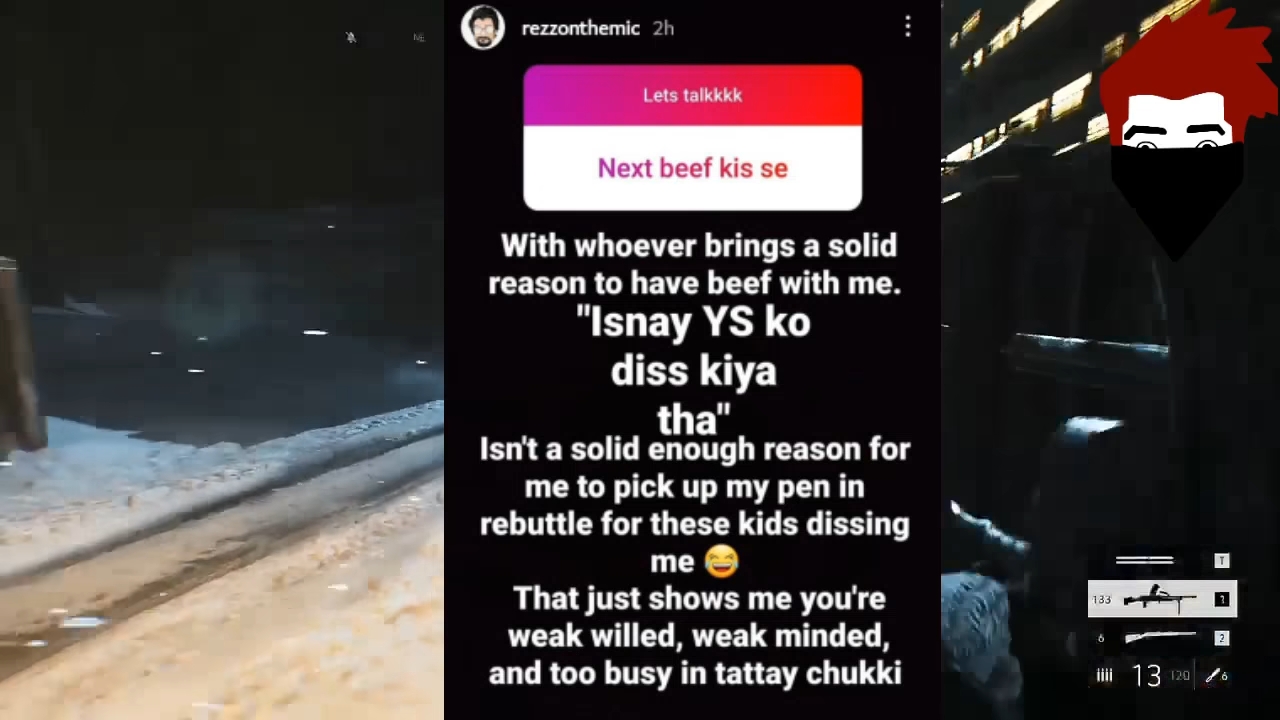 NE
rezzonthemic 2h
Lets talkkkk
Next beef kis se
With whoever brings a solid
reason to have beef with me.
"Isnay YS ko
diss kiya
tha"
Isn't a solid enough reason for
me to pick up my pen in
rebuttle for these kids dissing
me 😂
That just shows me you're
weak willed, weak minded,
and too busy in tattay chukki
T
133 1
6 2
13 120 6